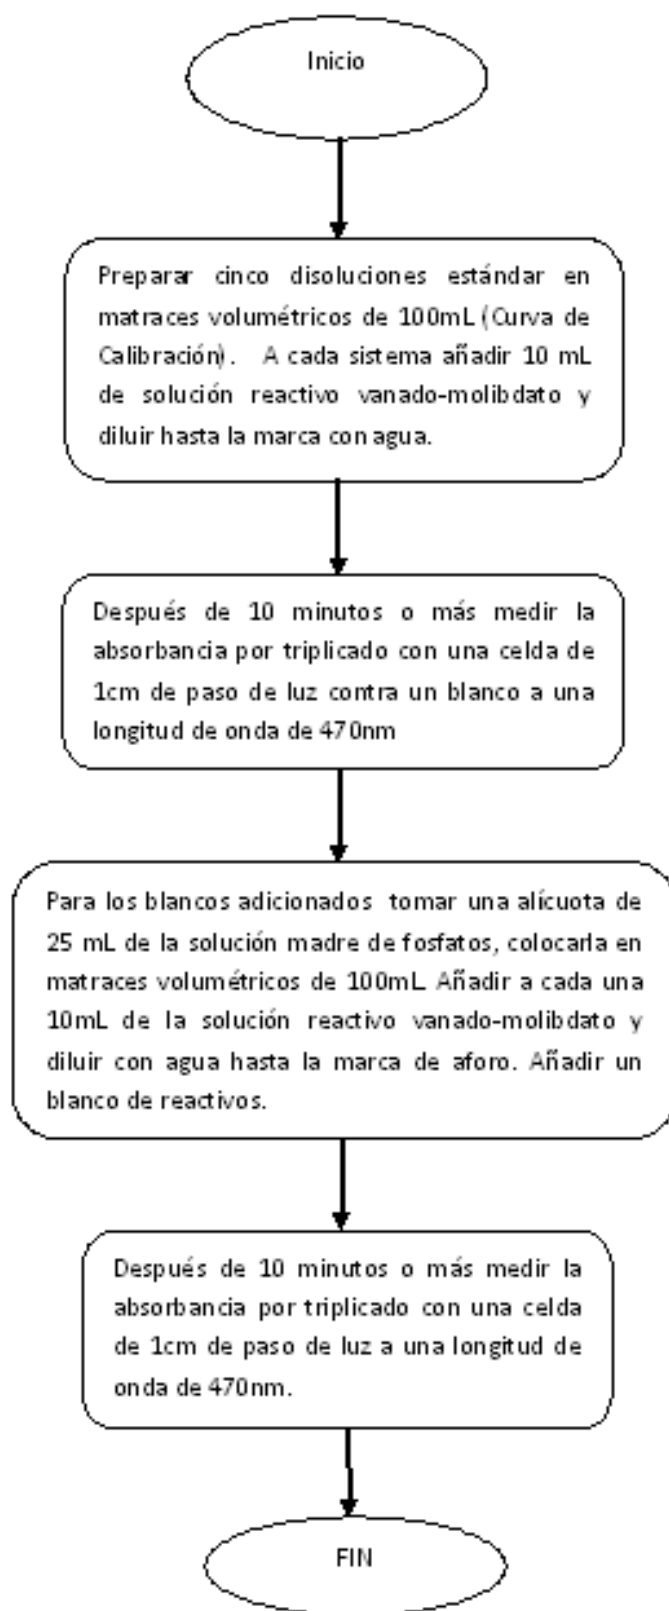 Inicio
Preparar cinco disoluciones estándar en
matraces volumétricos de 100mL (Curva de
Calibración). A cada sistema añadir 10 mL
de solución reactivo vanado-molibdato y
diluir hasta la marca con agua.
Después de 10 minutos o más medir la
absorbancia por triplicado con una celda de
1cm de paso de luz contra un blanco a una
longitud de onda de 470nm
Para los blancos adicionados tomar una alícuota de
25 mL de la solución madre de fosfatos, colocarla en
matraces volumétricos de 100mL. Añadir a cada una
10mL de la solución reactivo vanado-molibdato y
diluir con agua hasta la marca de aforo. Añadir un
blanco de reactivos.
Después de 10 minutos o más medir la
absorbancia por triplicado con una celda
de 1cm de paso de luz a una longitud de
onda de 470nm.
FIN